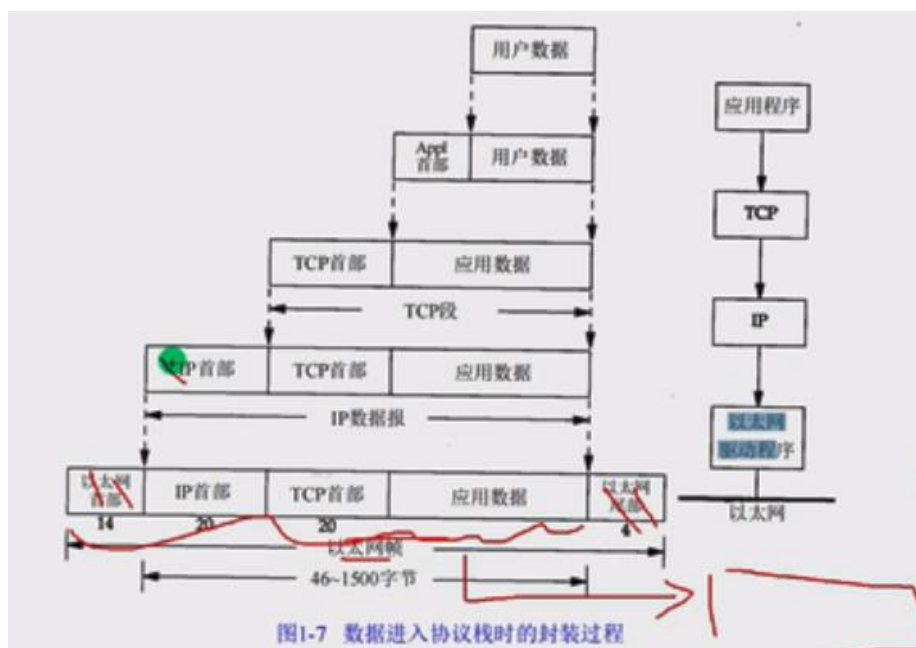 用户数据
应用程序
Appl
首部
用户数据
TCP
TCP首部
应用数据
TCP段
IP
IP首部
TCP首部
应用数据
IP数据报
以太网
驱动程序
以太网
首部
IP首部
TCP首部
应用数据
以太网
尾部
以太网
14
20
20
4
以太网帧
46~1500字节
图1-7 数据进入协议栈时的封装过程